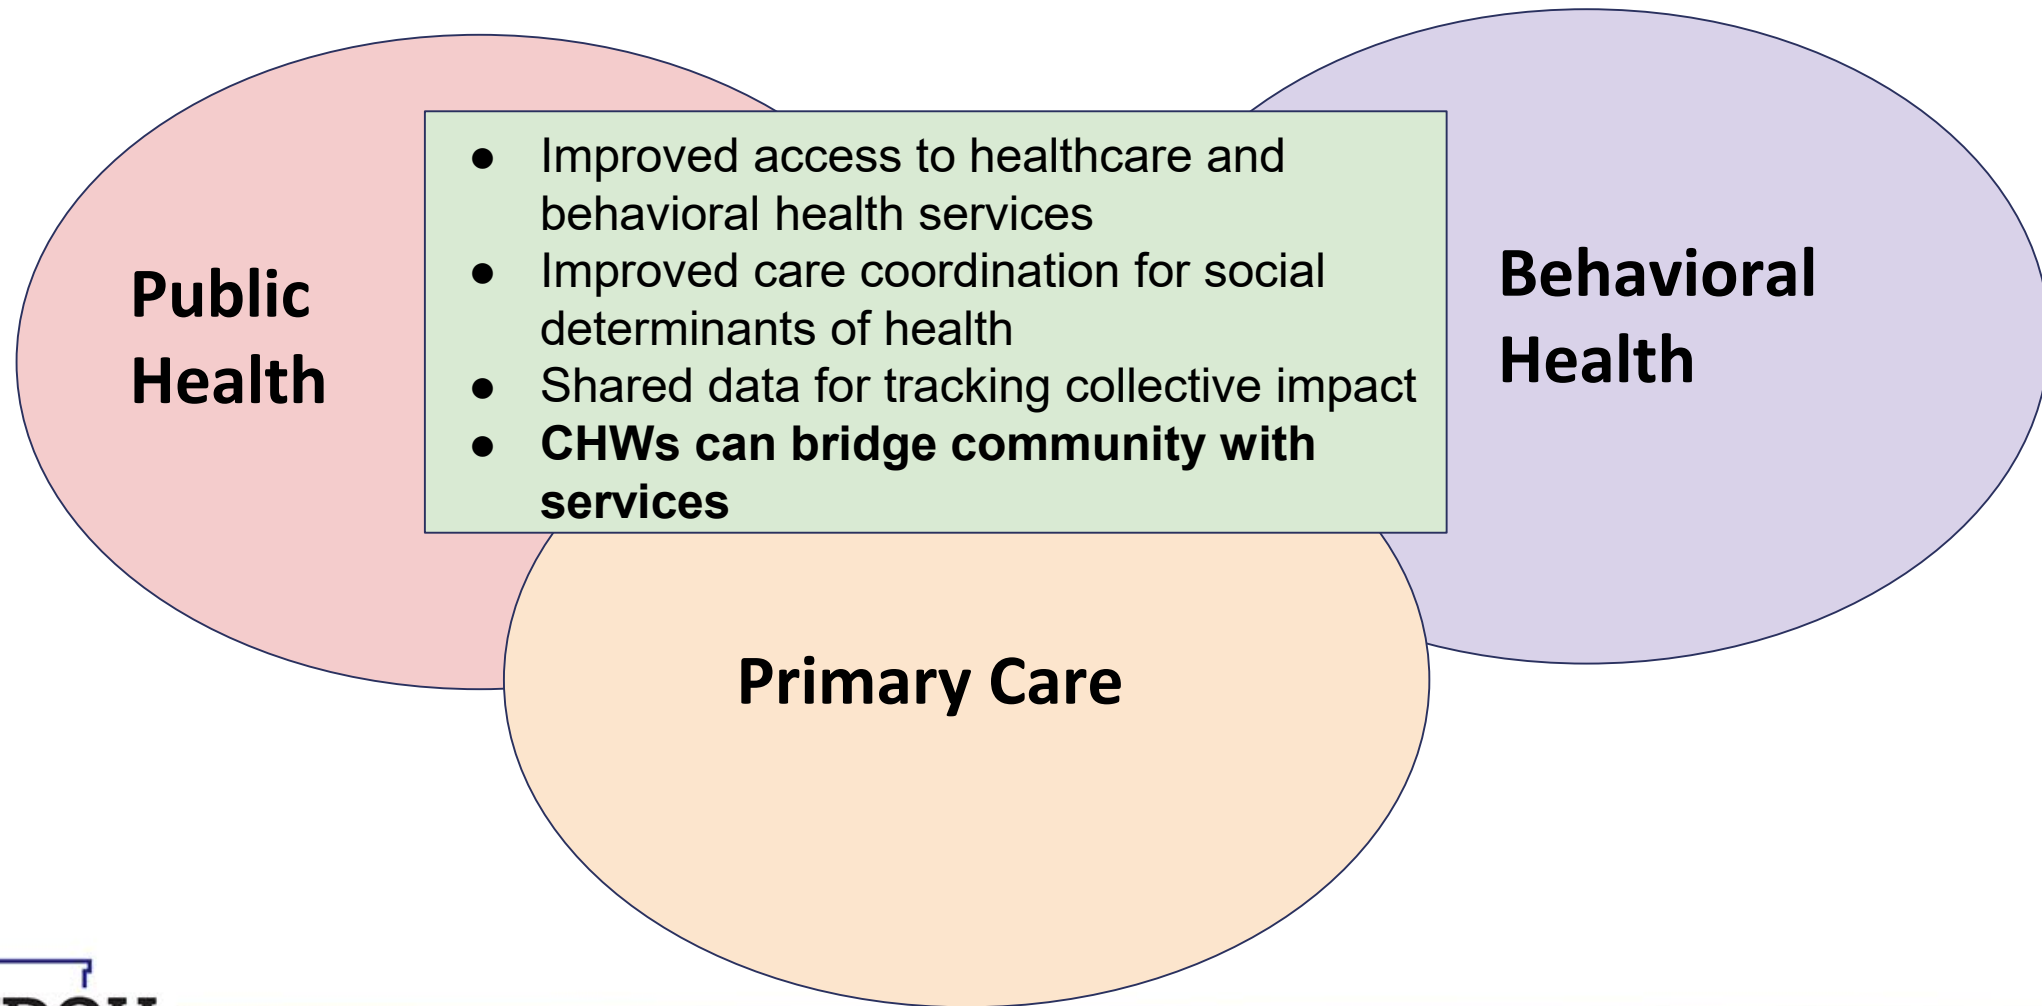 Public
Health
● Improved access to healthcare and
behavioral health services
● Improved care coordination for social
determinants of health
● Shared data for tracking collective impact
● CHWs can bridge community with
services
Behavioral
Health
Primary Care